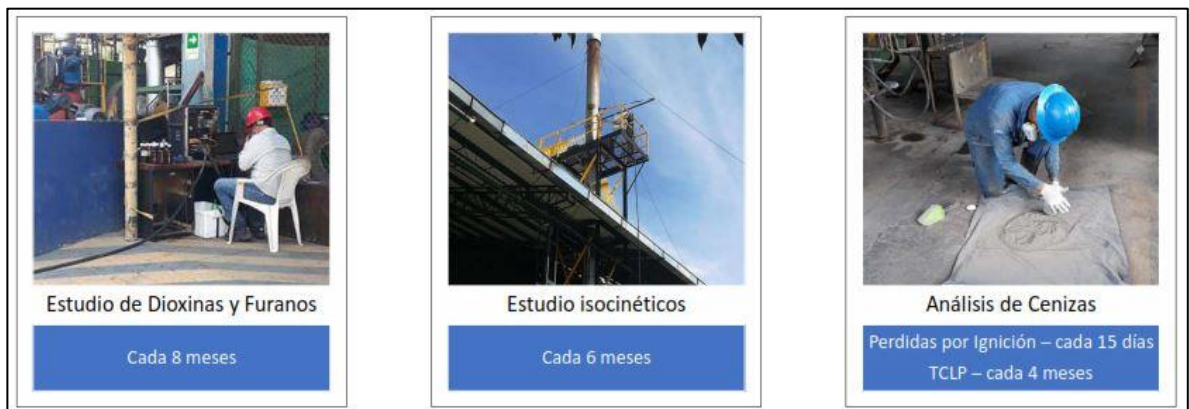 Estudio de Dioxinas y Furanos
Cada 8 meses
Estudio isocinéticos
Cada 6 meses
Análisis de Cenizas
Perdidas por Ignición – cada 15 días
TCLP – cada 4 meses